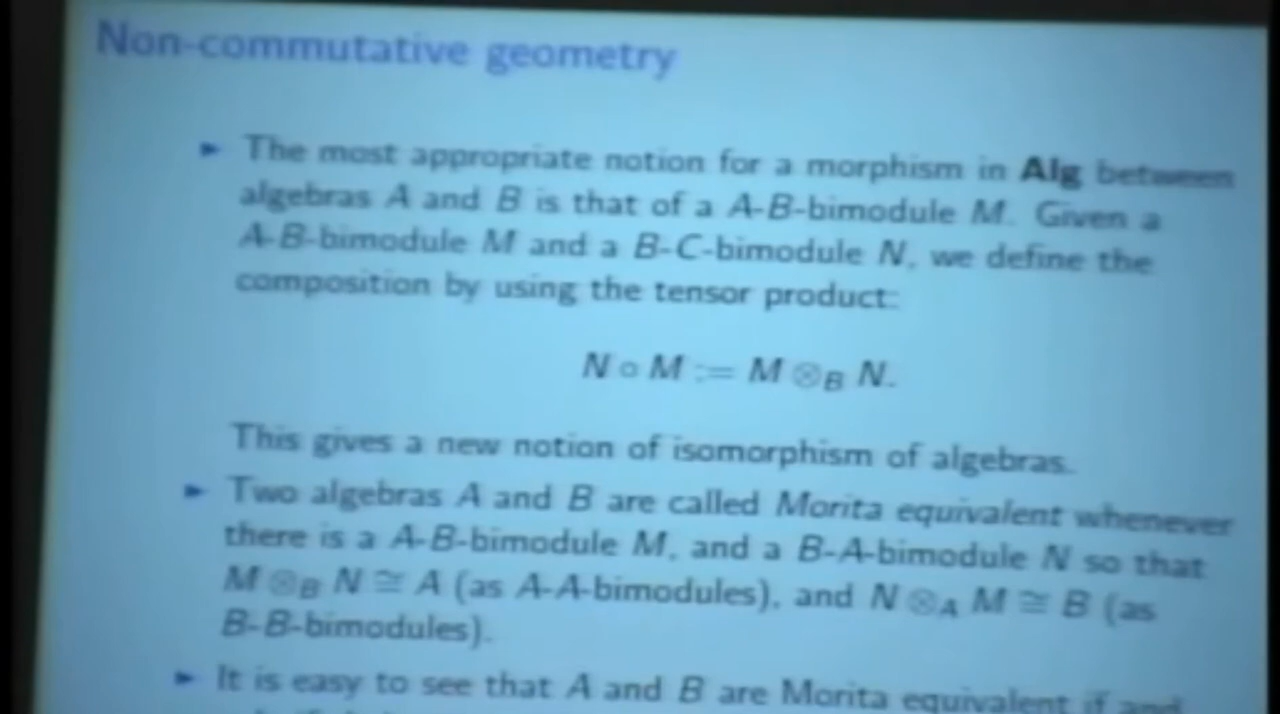 Non-commutative geometry
► The most appropriate notion for a morphism in Alg between
algebras A and B is that of a A-B-bimodule M. Given a
A-B-bimodule M and a B-C-bimodule N, we define the
composition by using the tensor product:
N ∘ M := M ⊗_B N.
This gives a new notion of isomorphism of algebras.
► Two algebras A and B are called Morita equivalent whenever
there is a A-B-bimodule M, and a B-A-bimodule N so that
M ⊗_B N ≅ A (as A-A-bimodules), and N ⊗_A M ≅ B (as
B-B-bimodules).
► It is easy to see that A and B are Morita equivalent if and